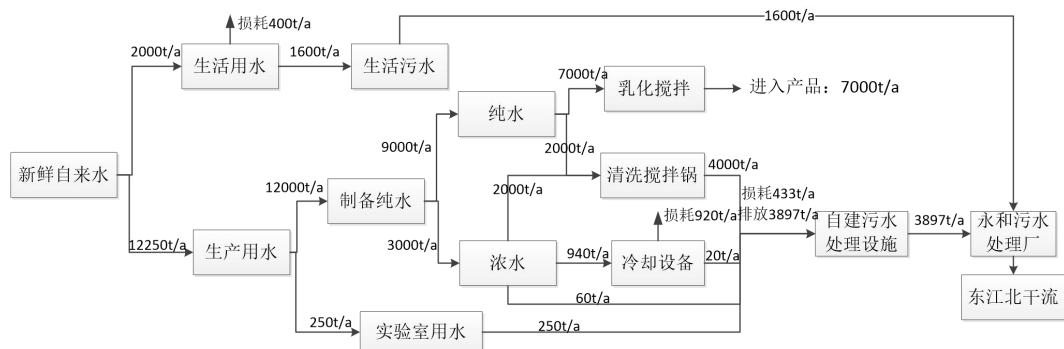 1600t/a
损耗400t/a
2000t/a
生活用水
1600t/a
生活污水
7000t/a
乳化搅拌
进入产品：7000t/a
纯水
9000t/a
2000t/a
新鲜自来水
12000t/a
制备纯水
2000t/a
清洗搅拌锅
4000t/a
损耗433t/a
损耗920t/a
排放3897t/a
自建污水
处理设施
3897t/a
永和污水
处理厂
12250t/a
生产用水
3000t/a
浓水
940t/a
冷却设备
20t/a
60t/a
东江北干流
250t/a
实验室用水
250t/a